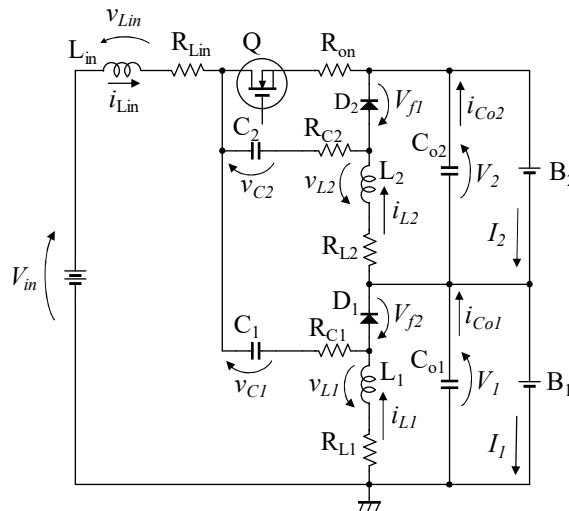 v_Lin
L_in R_Lin Q R_on
i_Lin
D_2 V_f1 i_Co2
C_2 R_C2 C_o2
v_C2 v_L2 L_2 V_2 B_2
i_L2
R_L2 I_2
V_in
D_1 V_f2 i_Co1
C_1 R_C1 C_o1
v_C1 v_L1 L_1 V_1 B_1
i_L1
R_L1 I_1